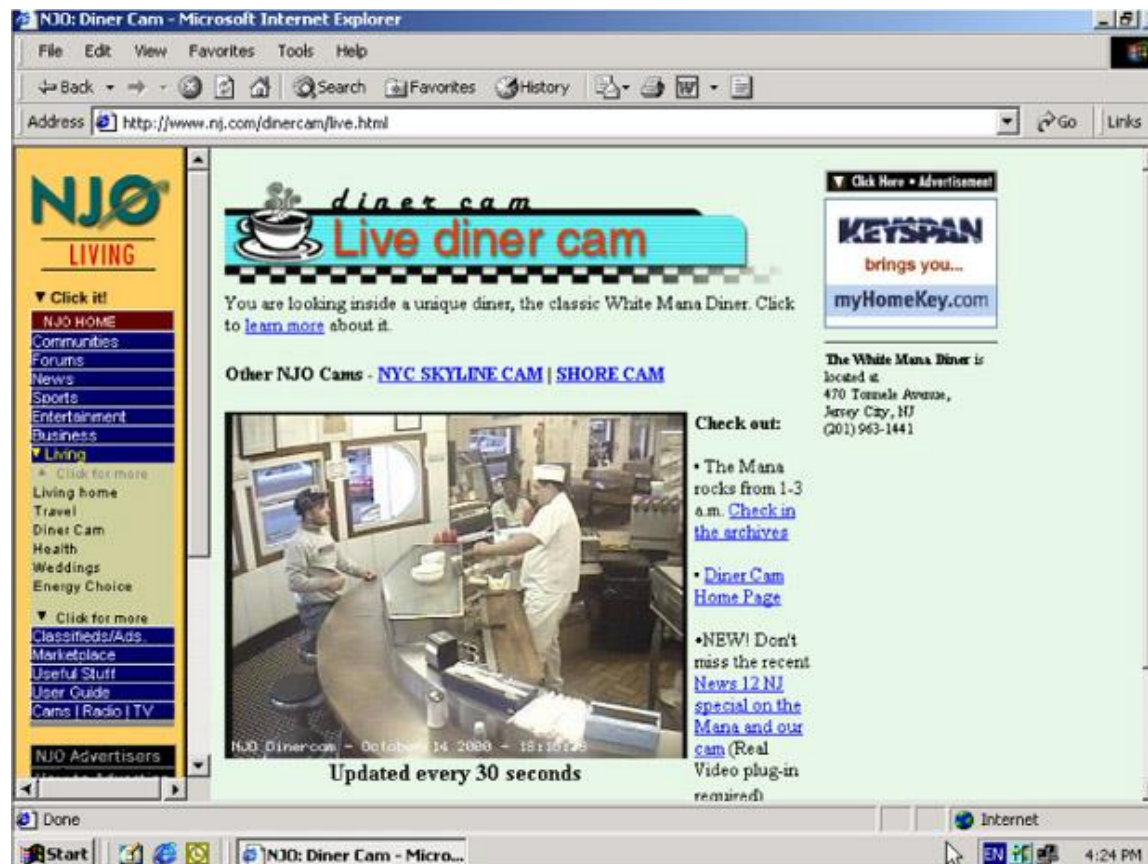 NJO: Diner Cam - Microsoft Internet Explorer
File Edit View Favorites Tools Help
Back Search Favorites History
Address http://www.nj.com/dinercam/live.html Go Links
NJO
LIVING
Click it!
NJO HOME
Communities
Forums
News
Sports
Entertainment
Business
Living
Click for more
Living home
Travel
Diner Cam
Health
Weddings
Energy Choice
Click for more
Classifieds/Ads.
Marketplace
Useful Stuff
User Guide
Cams | Radio | TV
NJO Advertisers
diner cam
Live diner cam
You are looking inside a unique diner, the classic White Mana Diner. Click
to learn more about it.
Other NJO Cams - NYC SKYLINE CAM | SHORE CAM
NJO Dinercam - October 14 2000 -
Updated every 30 seconds
Check out:
• The Mana
rocks from 1-3
a.m. Check in
the archives
• Diner Cam
Home Page
•NEW! Don't
miss the recent
News 12 NJ
special on the
Mana and our
cam (Real
Video plug-in
required)
Click Here • Advertisement
KEYSPAN
brings you...
myHomeKey.com
The White Mana Diner is
located at
470 Tonnele Avenue,
Jersey City, NJ
(201) 963-1441
Done Internet
Start NJO: Diner Cam - Micro... EN 4:24 PM